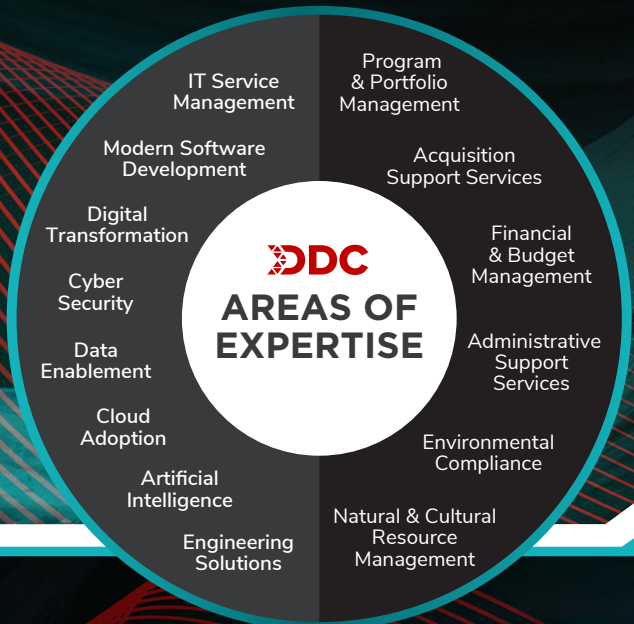 IT Service
Management
Modern Software
Development
Digital
Transformation
Cyber
Security
Data
Enablement
Cloud
Adoption
Artificial
Intelligence
Engineering
Solutions
DDC
AREAS OF
EXPERTISE
Program
& Portfolio
Management
Acquisition
Support Services
Financial
& Budget
Management
Administrative
Support
Services
Environmental
Compliance
Natural & Cultural
Resource
Management